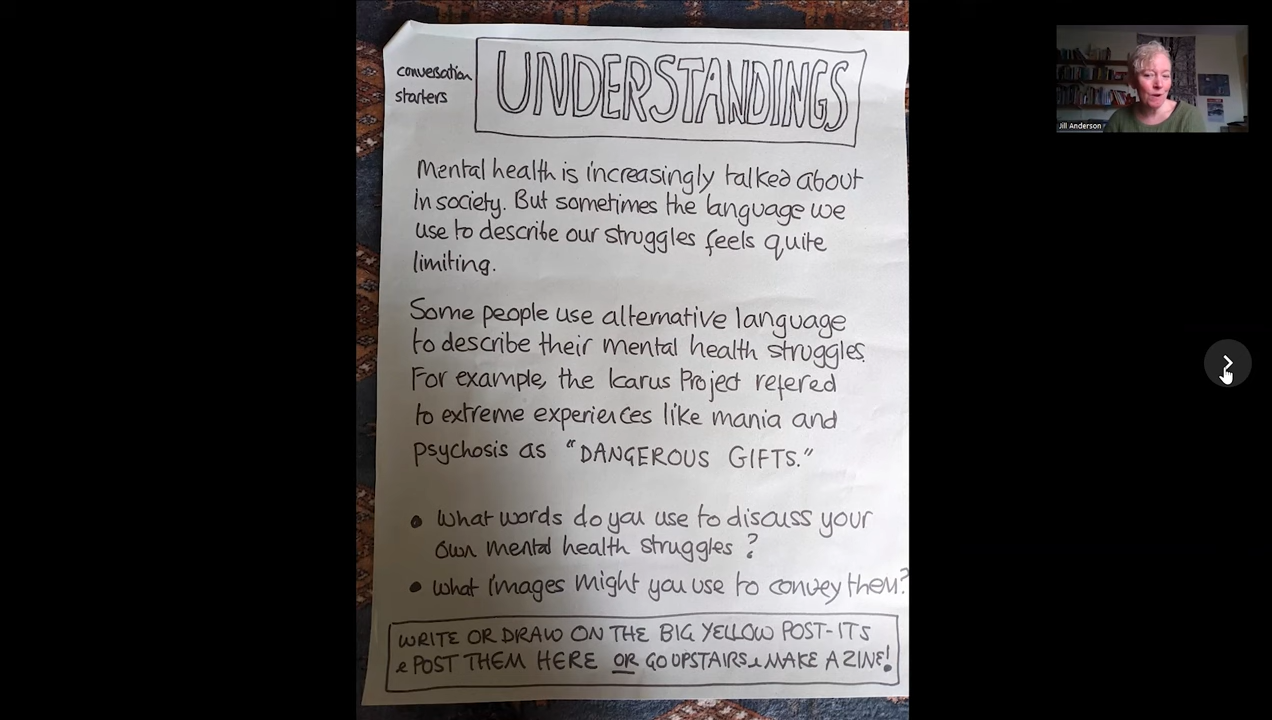 conversation
starters
UNDERSTANDINGS
Mental health is increasingly talked about
in society. But sometimes the language we
use to describe our struggles feels quite
limiting.
Some people use alternative language
to describe their mental health struggles.
For example, the Icarus Project refered
to extreme experiences like mania and
psychosis as "DANGEROUS GIFTS."
• What words do you use to discuss your
own mental health struggles?
• What images might you use to convey them?
WRITE OR DRAW ON THE BIG YELLOW POST-ITS
& POST THEM HERE OR GO UPSTAIRS & MAKE A ZINE!
Jill Anderson